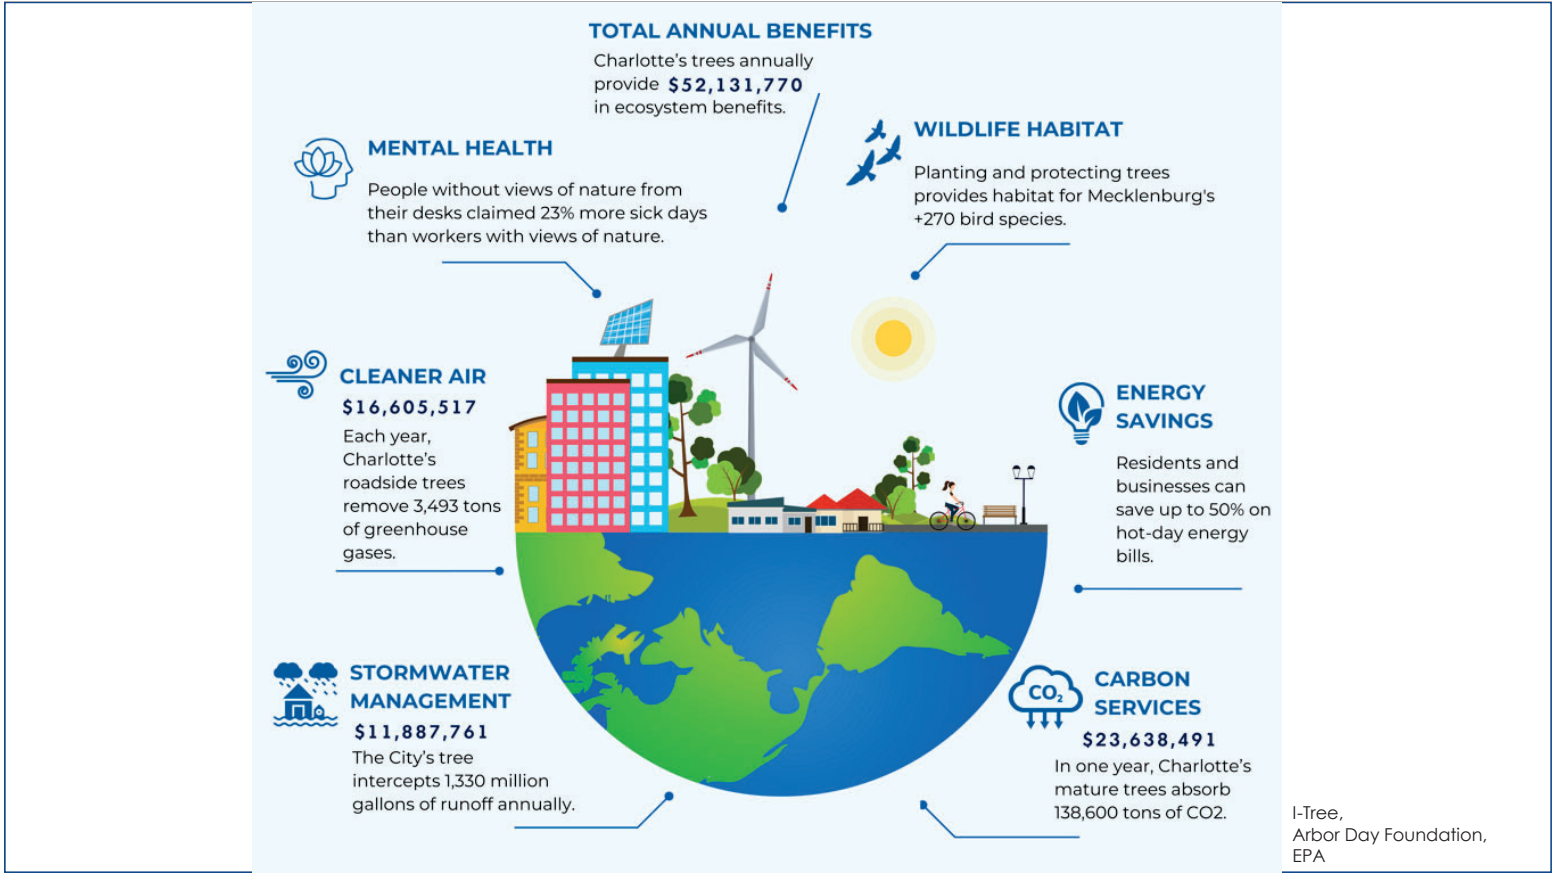 TOTAL ANNUAL BENEFITS
Charlotte's trees annually
provide $52,131,770
in ecosystem benefits.
MENTAL HEALTH
People without views of nature from
their desks claimed 23% more sick days
than workers with views of nature.
WILDLIFE HABITAT
Planting and protecting trees
provides habitat for Mecklenburg's
+270 bird species.
CLEANER AIR
$16,605,517
Each year,
Charlotte's
roadside trees
remove 3,493 tons
of greenhouse
gases.
ENERGY
SAVINGS
Residents and
businesses can
save up to 50% on
hot-day energy
bills.
STORMWATER
MANAGEMENT
$11,887,761
The City's tree
intercepts 1,330 million
gallons of runoff annually.
CO₂
CARBON
SERVICES
$23,638,491
In one year, Charlotte's
mature trees absorb
138,600 tons of CO2.
I-Tree,
Arbor Day Foundation,
EPA